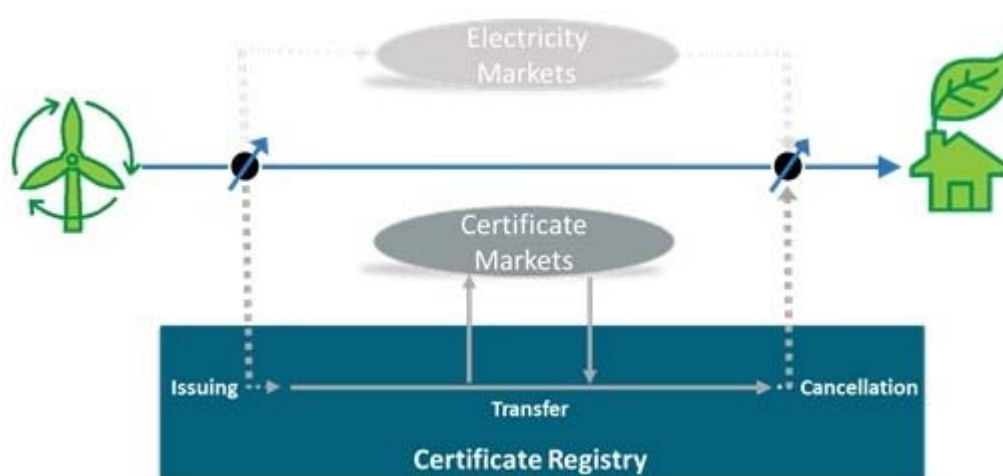 Electricity
Markets
Certificate
Markets
Issuing
Cancellation
Transfer
Certificate Registry